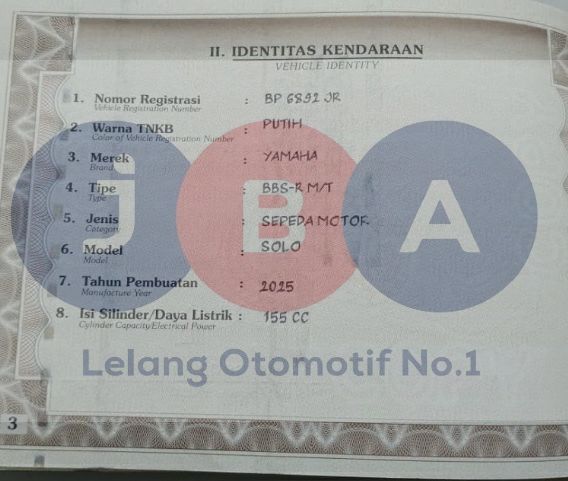 II. IDENTITAS KENDARAAN
VEHICLE IDENTITY
1. Nomor Registrasi : BP 6892 JR
Vehicle Registration Number
2. Warna TNKB : PUTIH
Color of Vehicle Registration Number
3. Merek : YAMAHA
Brand
4. Tipe : BBS-R M/T
Type
5. Jenis : SEPEDA MOTOR
Category
6. Model : SOLO
Model
7. Tahun Pembuatan : 2025
Manufacture Year
8. Isi Silinder/Daya Listrik : 155 CC
Cylinder Capacity/Electrical Power
jBA
Lelang Otomotif No.1
3